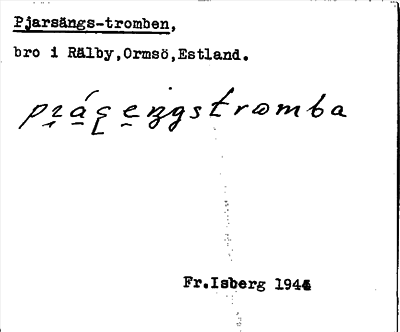 Pjarsängs-tromben,
bro i Rälby,Ormsö,Estland.
Fr.Isberg 1944